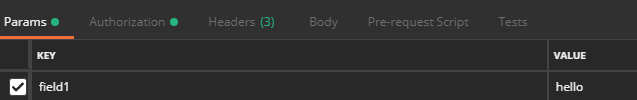 Params Authorization Headers (3) Body Pre-request Script Tests
KEY VALUE
field1 hello